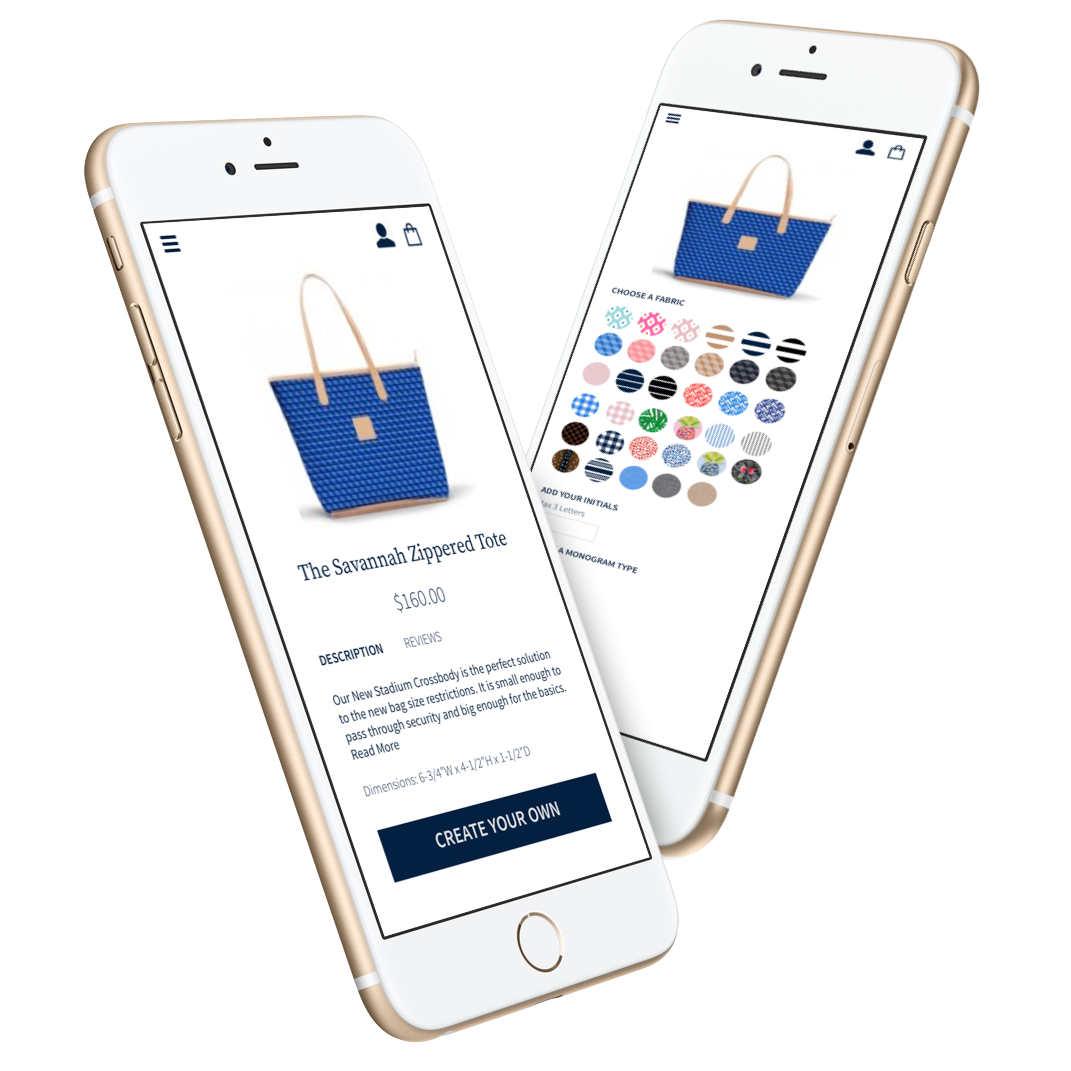 The Savannah Zippered Tote
$160.00
DESCRIPTION REVIEWS
Our New Stadium Crossbody is the perfect solution
to the new bag size restrictions. It is small enough to
pass through security and big enough for the basics.
Read More
Dimensions: 6-3/4"W x 4-1/2"H x 1-1/2"D
CREATE YOUR OWN
CHOOSE A FABRIC
ADD YOUR INITIALS
3 Letters
A MONOGRAM TYPE